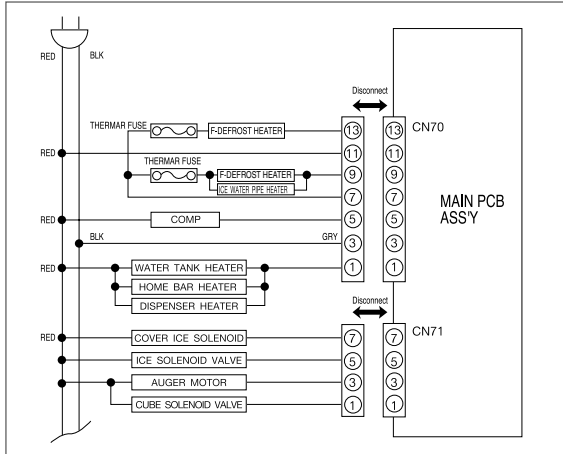 RED
BLK
Disconnect
THERMAR FUSE
F-DEFROST HEATER
13
13
CN70
RED
11
11
THERMAR FUSE
F-DEFROST HEATER
9
9
ICE WATER PIPE HEATER
7
7
MAIN PCB
ASS'Y
RED
COMP
5
5
BLK
GRY
3
3
RED
WATER TANK HEATER
1
1
HOME BAR HEATER
DISPENSER HEATER
Disconnect
RED
COVER ICE SOLENOID
7
7
CN71
ICE SOLENOID VALVE
5
5
AUGER MOTOR
3
3
CUBE SOLENOID VALVE
1
1